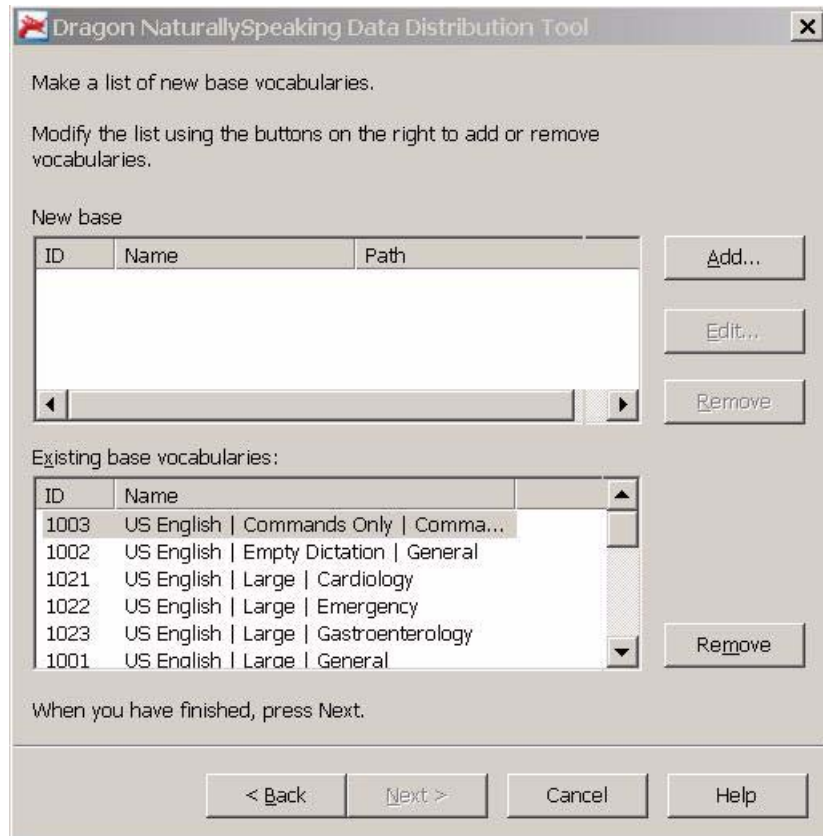 Dragon NaturallySpeaking Data Distribution Tool
Make a list of new base vocabularies.
Modify the list using the buttons on the right to add or remove
vocabularies.
New base
ID Name Path
Add...
Edit...
Remove
Existing base vocabularies:
ID Name
1003 US English | Commands Only | Comma...
1002 US English | Empty Dictation | General
1021 US English | Large | Cardiology
1022 US English | Large | Emergency
1023 US English | Large | Gastroenterology
1001 US English | Large | General
Remove
When you have finished, press Next.
< Back Next > Cancel Help